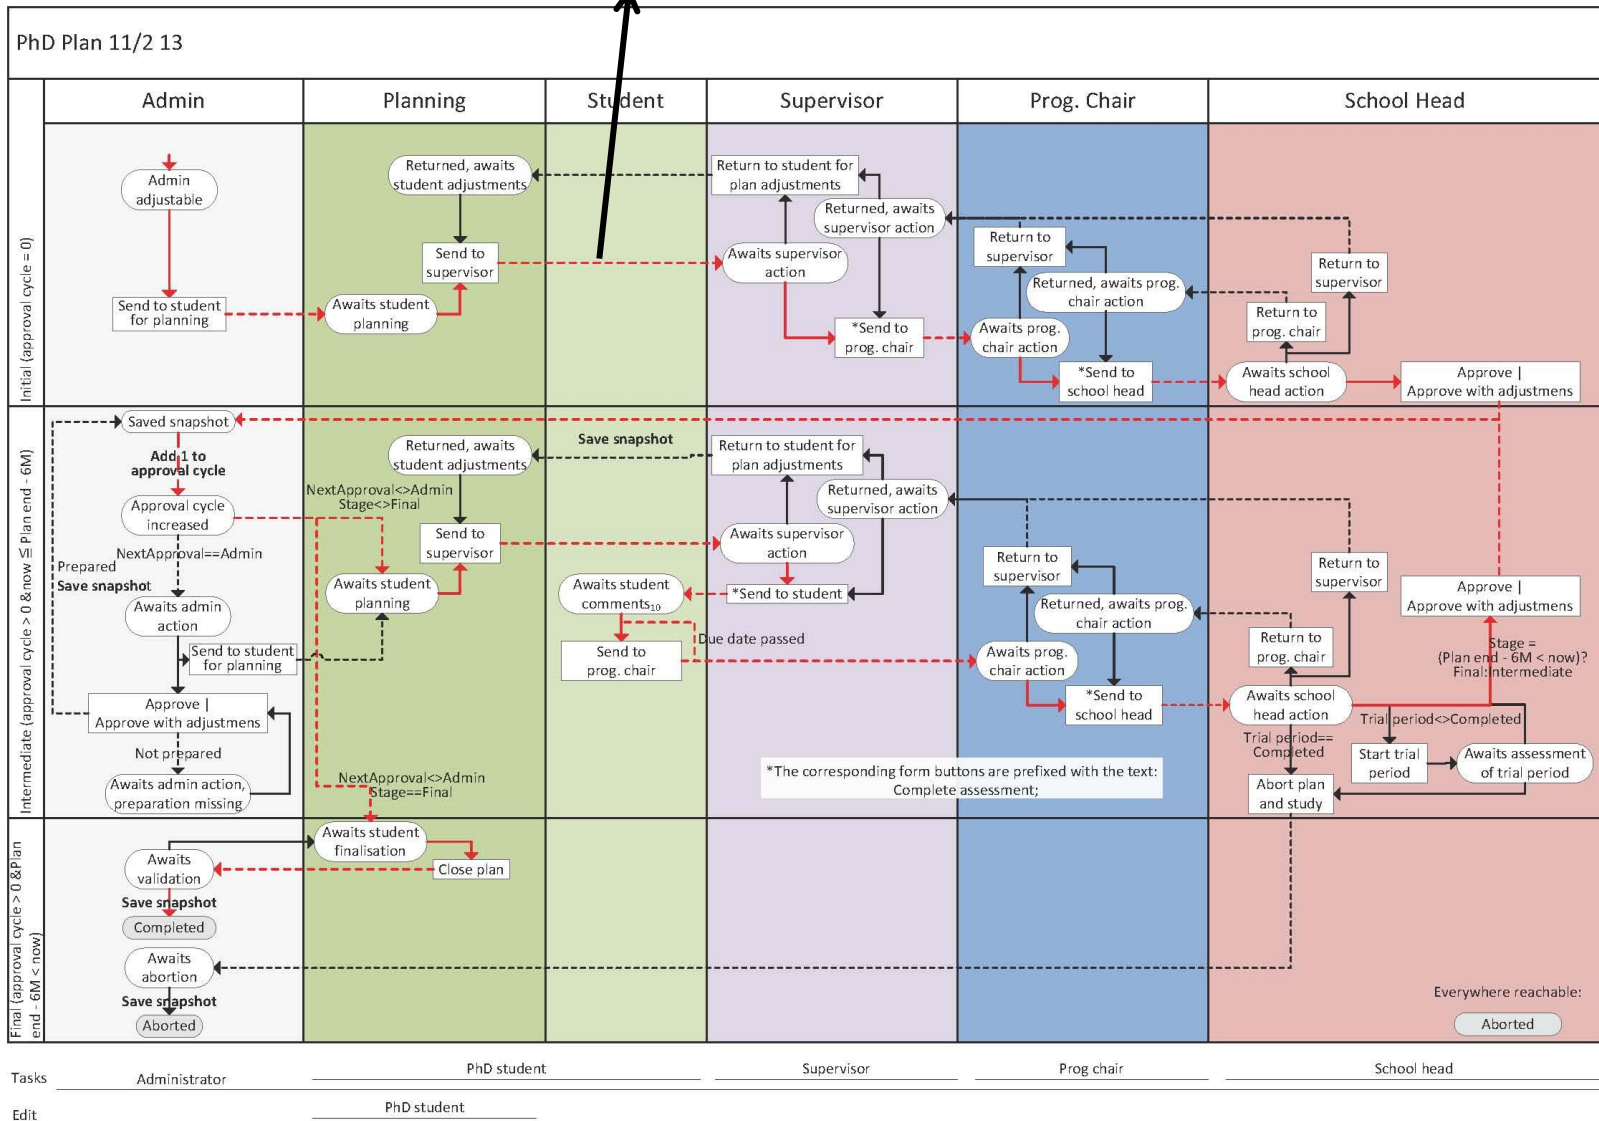 PhD Plan 11/2 13
Admin
Planning
Student
Supervisor
Prog. Chair
School Head
Initial (approval cycle = 0)
Admin
adjustable
Send to student
for planning
Returned, awaits
student adjustments
Send to
supervisor
Awaits student
planning
Return to student for
plan adjustments
Returned, awaits
supervisor action
Awaits supervisor
action
*Send to
prog. chair
Return to
supervisor
Returned, awaits prog.
chair action
Awaits prog.
chair action
*Send to
school head
Return to
supervisor
Return to
prog. chair
Awaits school
head action
Approve |
Approve with adjustmens
Intermediate (approval cycle > 0 & now ≤ Plan end - 6M)
Saved snapshot
Add 1 to
approval cycle
Approval cycle
increased
NextApproval==Admin
Prepared
Save snapshot
Awaits admin
action
Send to student
for planning
Approve |
Approve with adjustmens
Not prepared
Awaits admin action,
preparation missing
Returned, awaits
student adjustments
NextApproval<>Admin
Stage<>Final
Send to
supervisor
Awaits student
planning
NextApproval<>Admin
Stage==Final
Save snapshot
Awaits student
comments10
Send to
prog. chair
Due date passed
Return to student for
plan adjustments
Returned, awaits
supervisor action
Awaits supervisor
action
*Send to student
Return to
supervisor
Returned, awaits prog.
chair action
Awaits prog.
chair action
*Send to
school head
*The corresponding form buttons are prefixed with the text:
Complete assessment;
Return to
supervisor
Return to
prog. chair
Approve |
Approve with adjustmens
Stage =
(Plan end - 6M < now)?
Final:Intermediate
Awaits school
head action
Trial period<>Completed
Trial period==
Completed
Start trial
period
Awaits assessment
of trial period
Abort plan
and study
Final (approval cycle > 0 & Plan
end - 6M < now)
Awaits student
finalisation
Close plan
Awaits
validation
Save snapshot
Completed
Awaits
abortion
Save snapshot
Aborted
Everywhere reachable:
Aborted
Tasks
Administrator
PhD student
Supervisor
Prog chair
School head
Edit
PhD student